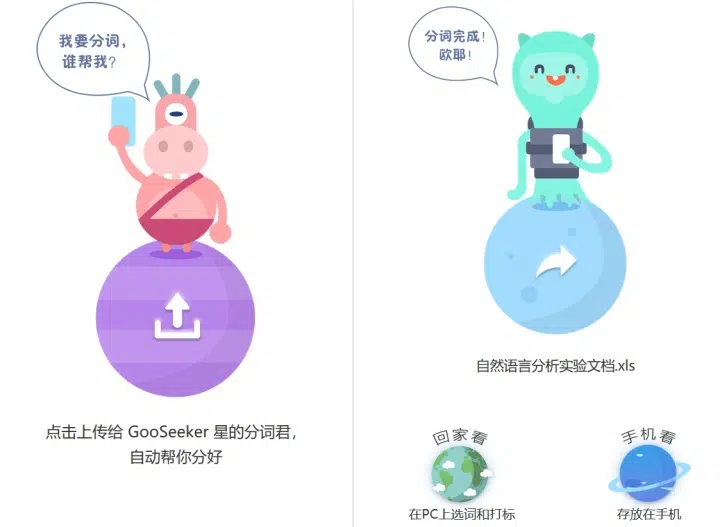 我要分词，
谁帮我？
点击上传给 GooSeeker 星的分词君，
自动帮你分好
分词完成！
欧耶！
自然语言分析实验文档.xls
回家看
在PC上选词和打标
手机看
存放在手机